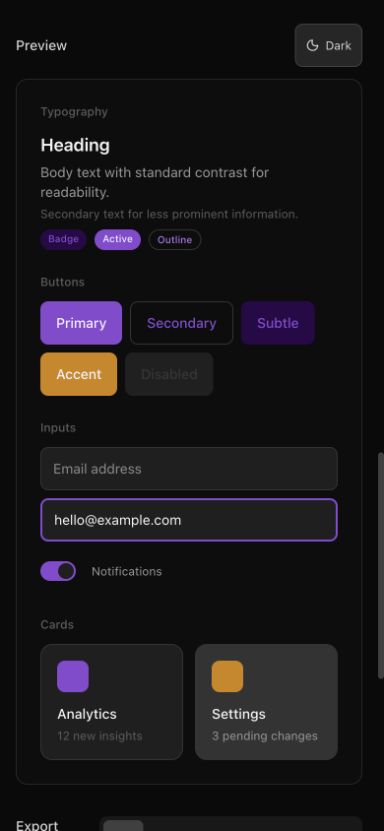 Preview
Dark
Typography
Heading
Body text with standard contrast for
readability.
Secondary text for less prominent information.
Badge
Active
Outline
Buttons
Primary
Secondary
Subtle
Accent
Disabled
Inputs
Email address
hello@example.com
Notifications
Cards
Analytics
12 new insights
Settings
3 pending changes
Export